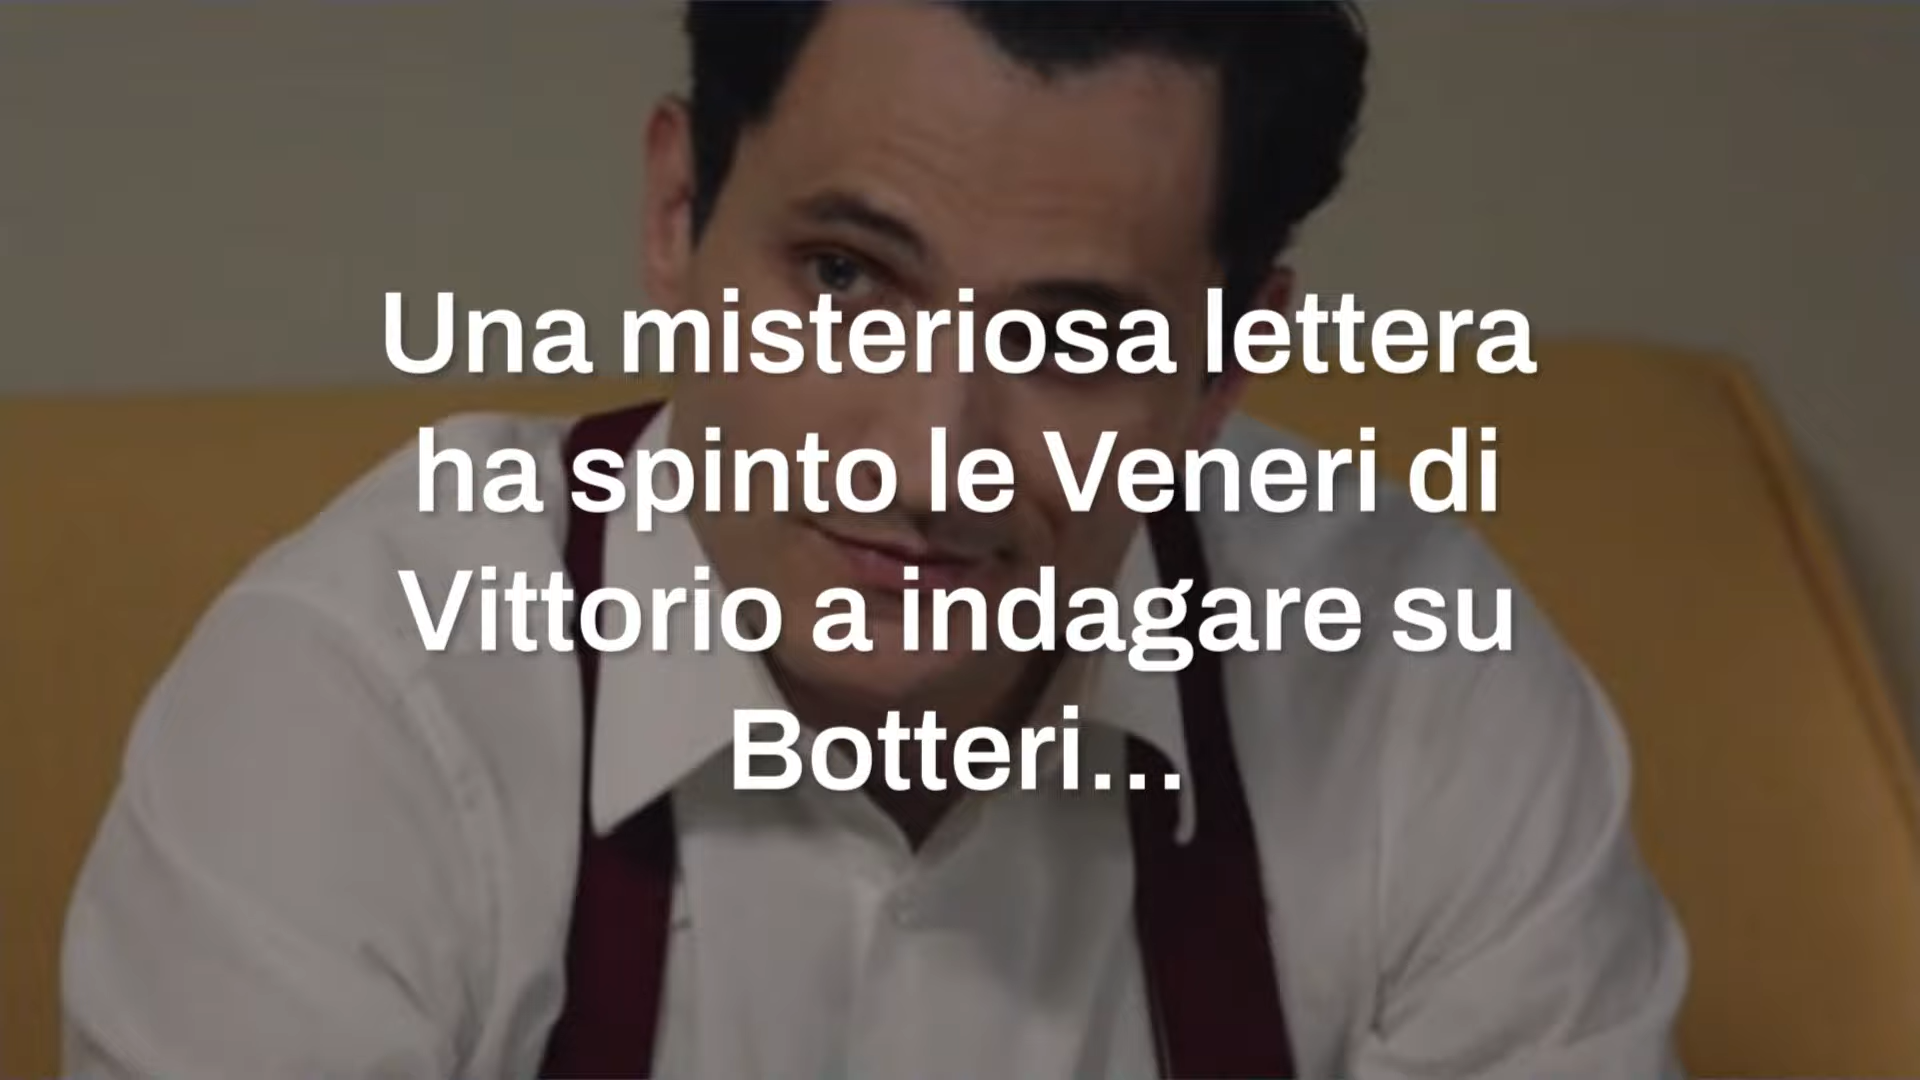 Una misteriosa lettera
ha spinto le Veneri di
Vittorio a indagare su
Botteri...